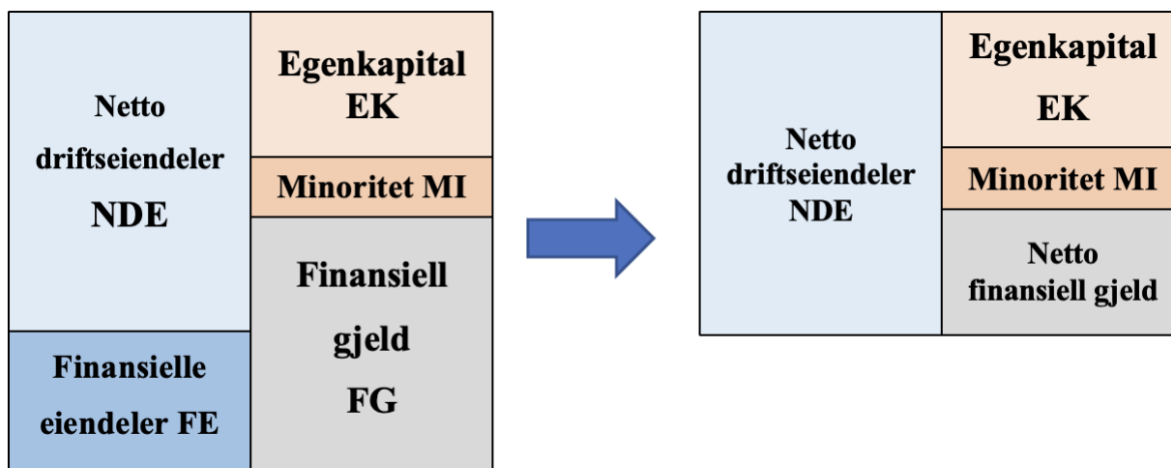 Netto
driftseiendeler
NDE
Finansielle
eiendeler FE
Egenkapital
EK
Minoritet MI
Finansiell
gjeld
FG
Netto
driftseiendeler
NDE
Egenkapital
EK
Minoritet MI
Netto
finansiell gjeld